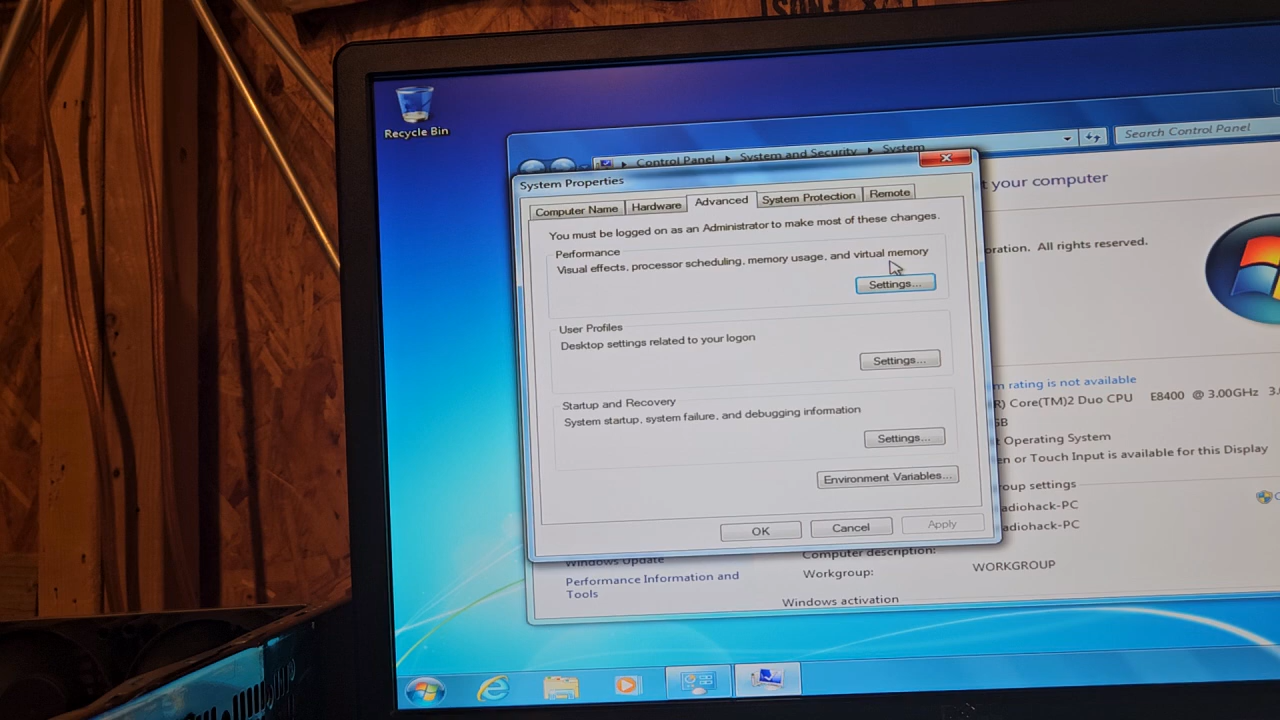 Recycle Bin
Control Panel ▸ System and Security ▸ System
Search Control Panel
System Properties
Computer Name
Hardware
Advanced
System Protection
Remote
You must be logged on as an Administrator to make most of these changes.
Performance
Visual effects, processor scheduling, memory usage, and virtual memory
Settings...
User Profiles
Desktop settings related to your logon
Settings...
Startup and Recovery
System startup, system failure, and debugging information
Settings...
Environment Variables...
OK
Cancel
Apply
t your computer
oration. All rights reserved.
m rating is not available
R) Core(TM)2 Duo CPU E8400 @ 3.00GHz 3.
GB
t Operating System
en or Touch Input is available for this Display
roup settings
adiohack-PC
adiohack-PC
Computer description:
Workgroup:
WORKGROUP
Windows activation
Windows Update
Performance Information and
Tools